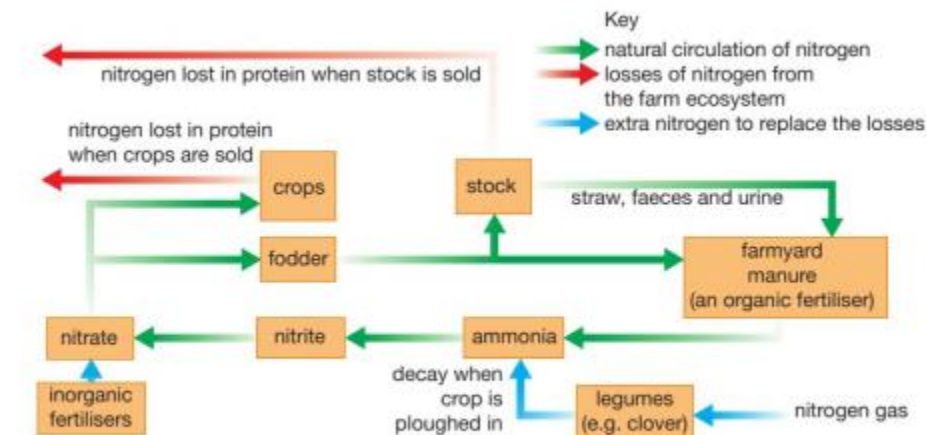 Key
natural circulation of nitrogen
nitrogen lost in protein when stock is sold
losses of nitrogen from
the farm ecosystem
extra nitrogen to replace the losses
nitrogen lost in protein
when crops are sold
crops
stock
straw, faeces and urine
fodder
farmyard
manure
(an organic fertiliser)
nitrate
nitrite
ammonia
decay when
crop is
ploughed in
inorganic
fertilisers
legumes
(e.g. clover)
nitrogen gas